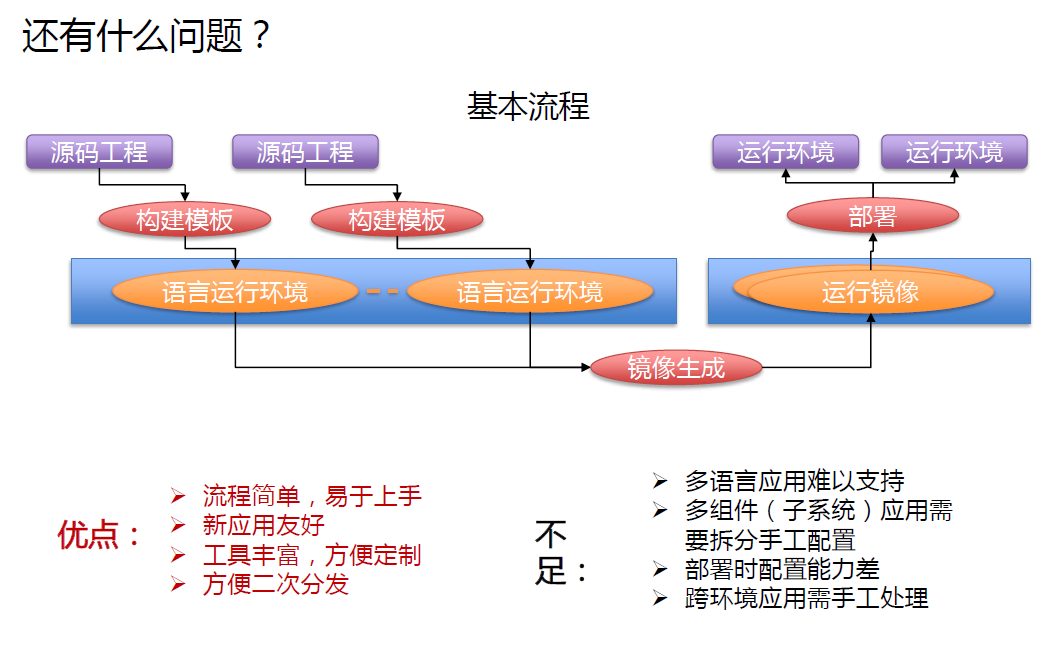 还有什么问题？
基本流程
源码工程
源码工程
运行环境
运行环境
构建模板
构建模板
部署
语言运行环境
语言运行环境
运行镜像
镜像生成
优点：
流程简单，易于上手
新应用友好
工具丰富，方便定制
方便二次分发
不
足：
多语言应用难以支持
多组件（子系统）应用需
要拆分手工配置
部署时配置能力差
跨环境应用需手工处理